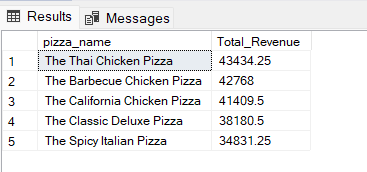 Results Messages
pizza_name Total_Revenue
1 The Thai Chicken Pizza 43434.25
2 The Barbecue Chicken Pizza 42768
3 The California Chicken Pizza 41409.5
4 The Classic Deluxe Pizza 38180.5
5 The Spicy Italian Pizza 34831.25